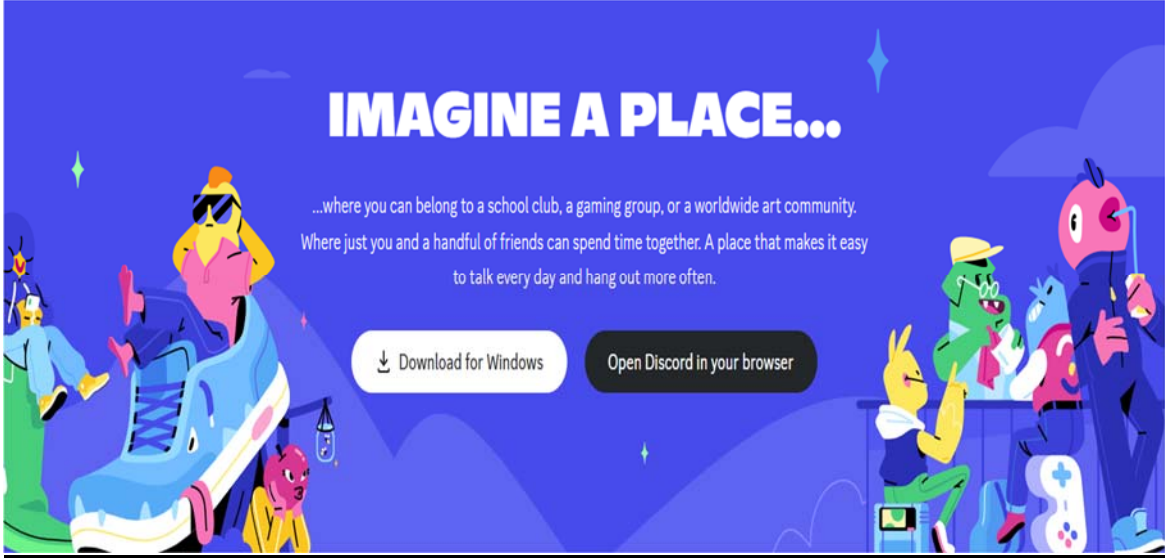 IMAGINE A PLACE...
...where you can belong to a school club, a gaming group, or a worldwide art community.
Where just you and a handful of friends can spend time together. A place that makes it easy
to talk every day and hang out more often.
Download for Windows
Open Discord in your browser